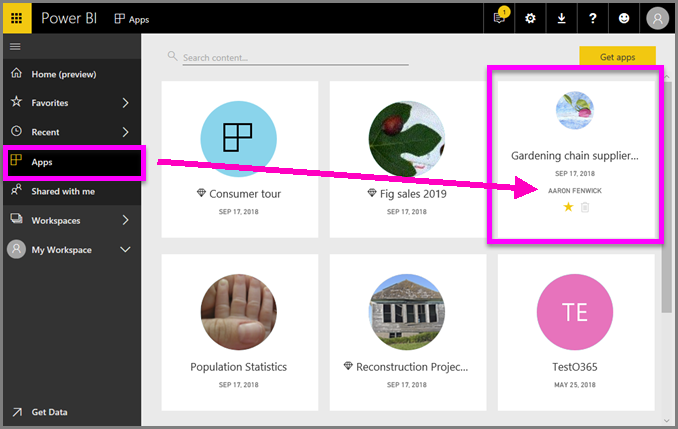 Power BI
Apps
1
Search content...
Get apps
Home (preview)
Favorites
Recent
Apps
Shared with me
Workspaces
My Workspace
Get Data
Consumer tour
SEP 17, 2018
Fig sales 2019
SEP 17, 2018
Gardening chain supplier...
SEP 17, 2018
AARON FENWICK
Population Statistics
SEP 17, 2018
Reconstruction Projec...
SEP 17, 2018
TE
TestO365
MAY 25, 2018